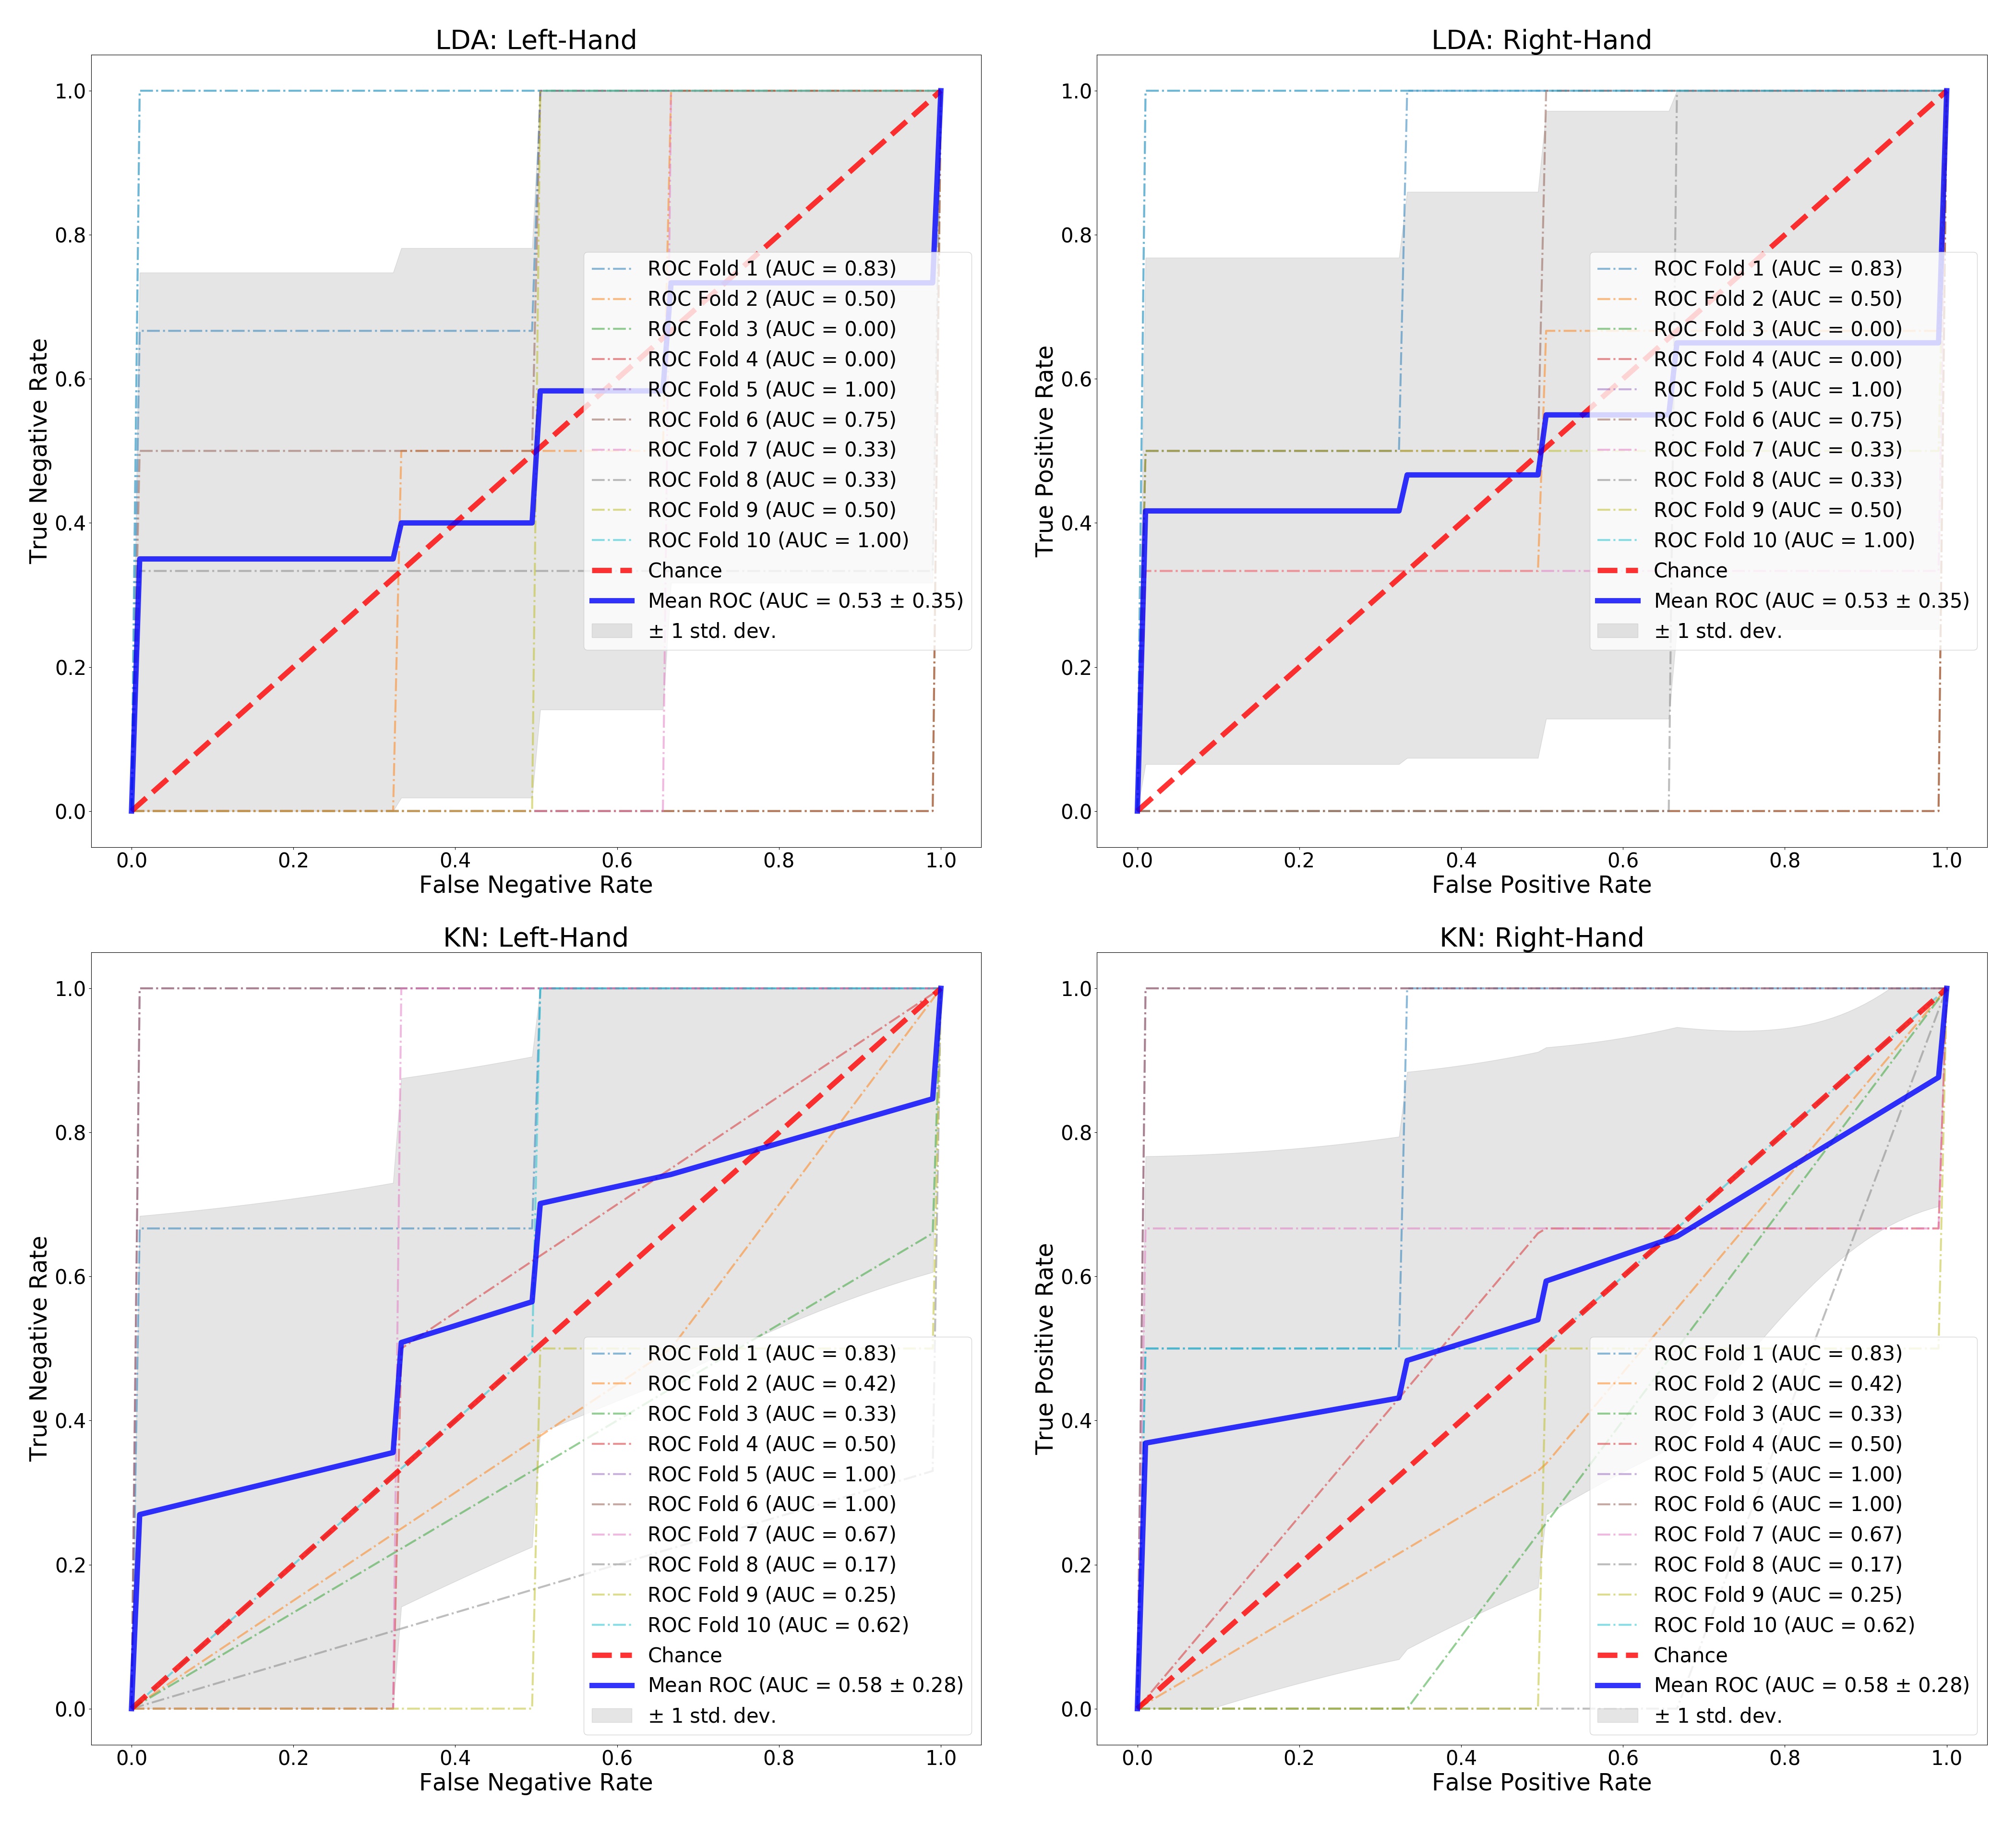 LDA: Left-Hand
True Negative Rate
1.0
0.8
0.6
0.4
0.2
0.0
ROC Fold 1 (AUC = 0.83)
ROC Fold 2 (AUC = 0.50)
ROC Fold 3 (AUC = 0.00)
ROC Fold 4 (AUC = 0.00)
ROC Fold 5 (AUC = 1.00)
ROC Fold 6 (AUC = 0.75)
ROC Fold 7 (AUC = 0.33)
ROC Fold 8 (AUC = 0.33)
ROC Fold 9 (AUC = 0.50)
ROC Fold 10 (AUC = 1.00)
Chance
Mean ROC (AUC = 0.53 ± 0.35)
± 1 std. dev.
0.0 0.2 0.4 0.6 0.8 1.0
False Negative Rate
LDA: Right-Hand
True Positive Rate
1.0
0.8
0.6
0.4
0.2
0.0
ROC Fold 1 (AUC = 0.83)
ROC Fold 2 (AUC = 0.50)
ROC Fold 3 (AUC = 0.00)
ROC Fold 4 (AUC = 0.00)
ROC Fold 5 (AUC = 1.00)
ROC Fold 6 (AUC = 0.75)
ROC Fold 7 (AUC = 0.33)
ROC Fold 8 (AUC = 0.33)
ROC Fold 9 (AUC = 0.50)
ROC Fold 10 (AUC = 1.00)
Chance
Mean ROC (AUC = 0.53 ± 0.35)
± 1 std. dev.
0.0 0.2 0.4 0.6 0.8 1.0
False Positive Rate
KN: Left-Hand
True Negative Rate
1.0
0.8
0.6
0.4
0.2
0.0
ROC Fold 1 (AUC = 0.83)
ROC Fold 2 (AUC = 0.42)
ROC Fold 3 (AUC = 0.33)
ROC Fold 4 (AUC = 0.50)
ROC Fold 5 (AUC = 1.00)
ROC Fold 6 (AUC = 1.00)
ROC Fold 7 (AUC = 0.67)
ROC Fold 8 (AUC = 0.17)
ROC Fold 9 (AUC = 0.25)
ROC Fold 10 (AUC = 0.62)
Chance
Mean ROC (AUC = 0.58 ± 0.28)
± 1 std. dev.
0.0 0.2 0.4 0.6 0.8 1.0
False Negative Rate
KN: Right-Hand
True Positive Rate
1.0
0.8
0.6
0.4
0.2
0.0
ROC Fold 1 (AUC = 0.83)
ROC Fold 2 (AUC = 0.42)
ROC Fold 3 (AUC = 0.33)
ROC Fold 4 (AUC = 0.50)
ROC Fold 5 (AUC = 1.00)
ROC Fold 6 (AUC = 1.00)
ROC Fold 7 (AUC = 0.67)
ROC Fold 8 (AUC = 0.17)
ROC Fold 9 (AUC = 0.25)
ROC Fold 10 (AUC = 0.62)
Chance
Mean ROC (AUC = 0.58 ± 0.28)
± 1 std. dev.
0.0 0.2 0.4 0.6 0.8 1.0
False Positive Rate